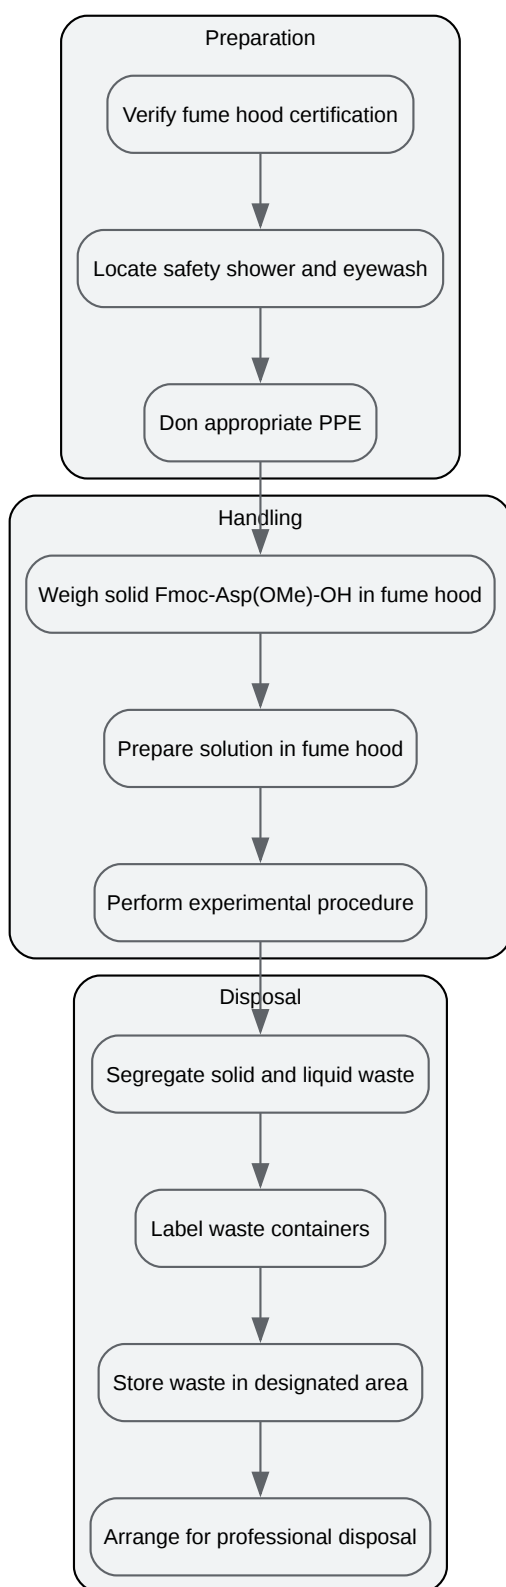 Preparation
Verify fume hood certification
Locate safety shower and eyewash
Don appropriate PPE
Handling
Weigh solid Fmoc-Asp(OMe)-OH in fume hood
Prepare solution in fume hood
Perform experimental procedure
Disposal
Segregate solid and liquid waste
Label waste containers
Store waste in designated area
Arrange for professional disposal